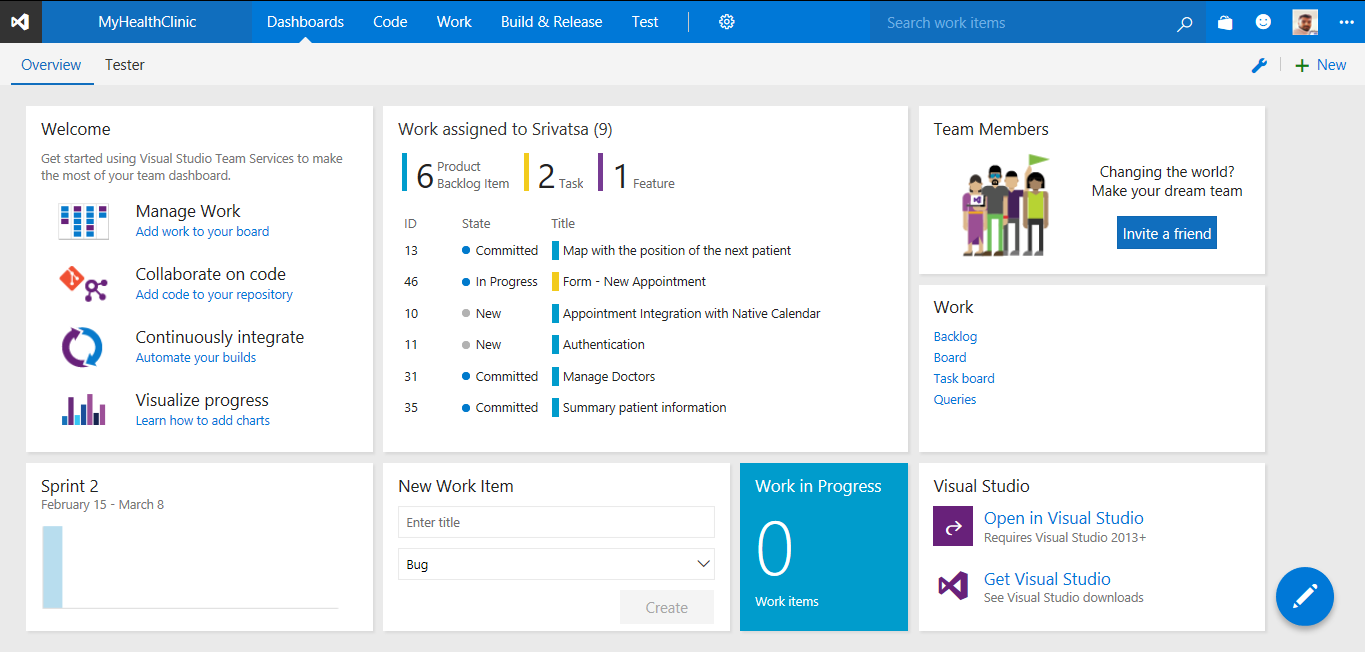 MyHealthClinic
Dashboards Code Work Build & Release Test
Search work items
Overview Tester
New
Welcome
Get started using Visual Studio Team Services to make
the most of your team dashboard.
Manage Work
Add work to your board
Collaborate on code
Add code to your repository
Continuously integrate
Automate your builds
Visualize progress
Learn how to add charts
Work assigned to Srivatsa (9)
6 Product Backlog Item 2 Task 1 Feature
ID State Title
13 Committed Map with the position of the next patient
46 In Progress Form - New Appointment
10 New Appointment Integration with Native Calendar
11 New Authentication
31 Committed Manage Doctors
35 Committed Summary patient information
Team Members
Changing the world?
Make your dream team
Invite a friend
Work
Backlog
Board
Task board
Queries
Sprint 2
February 15 - March 8
New Work Item
Enter title
Bug
Create
Work in Progress
0
Work items
Visual Studio
Open in Visual Studio
Requires Visual Studio 2013+
Get Visual Studio
See Visual Studio downloads